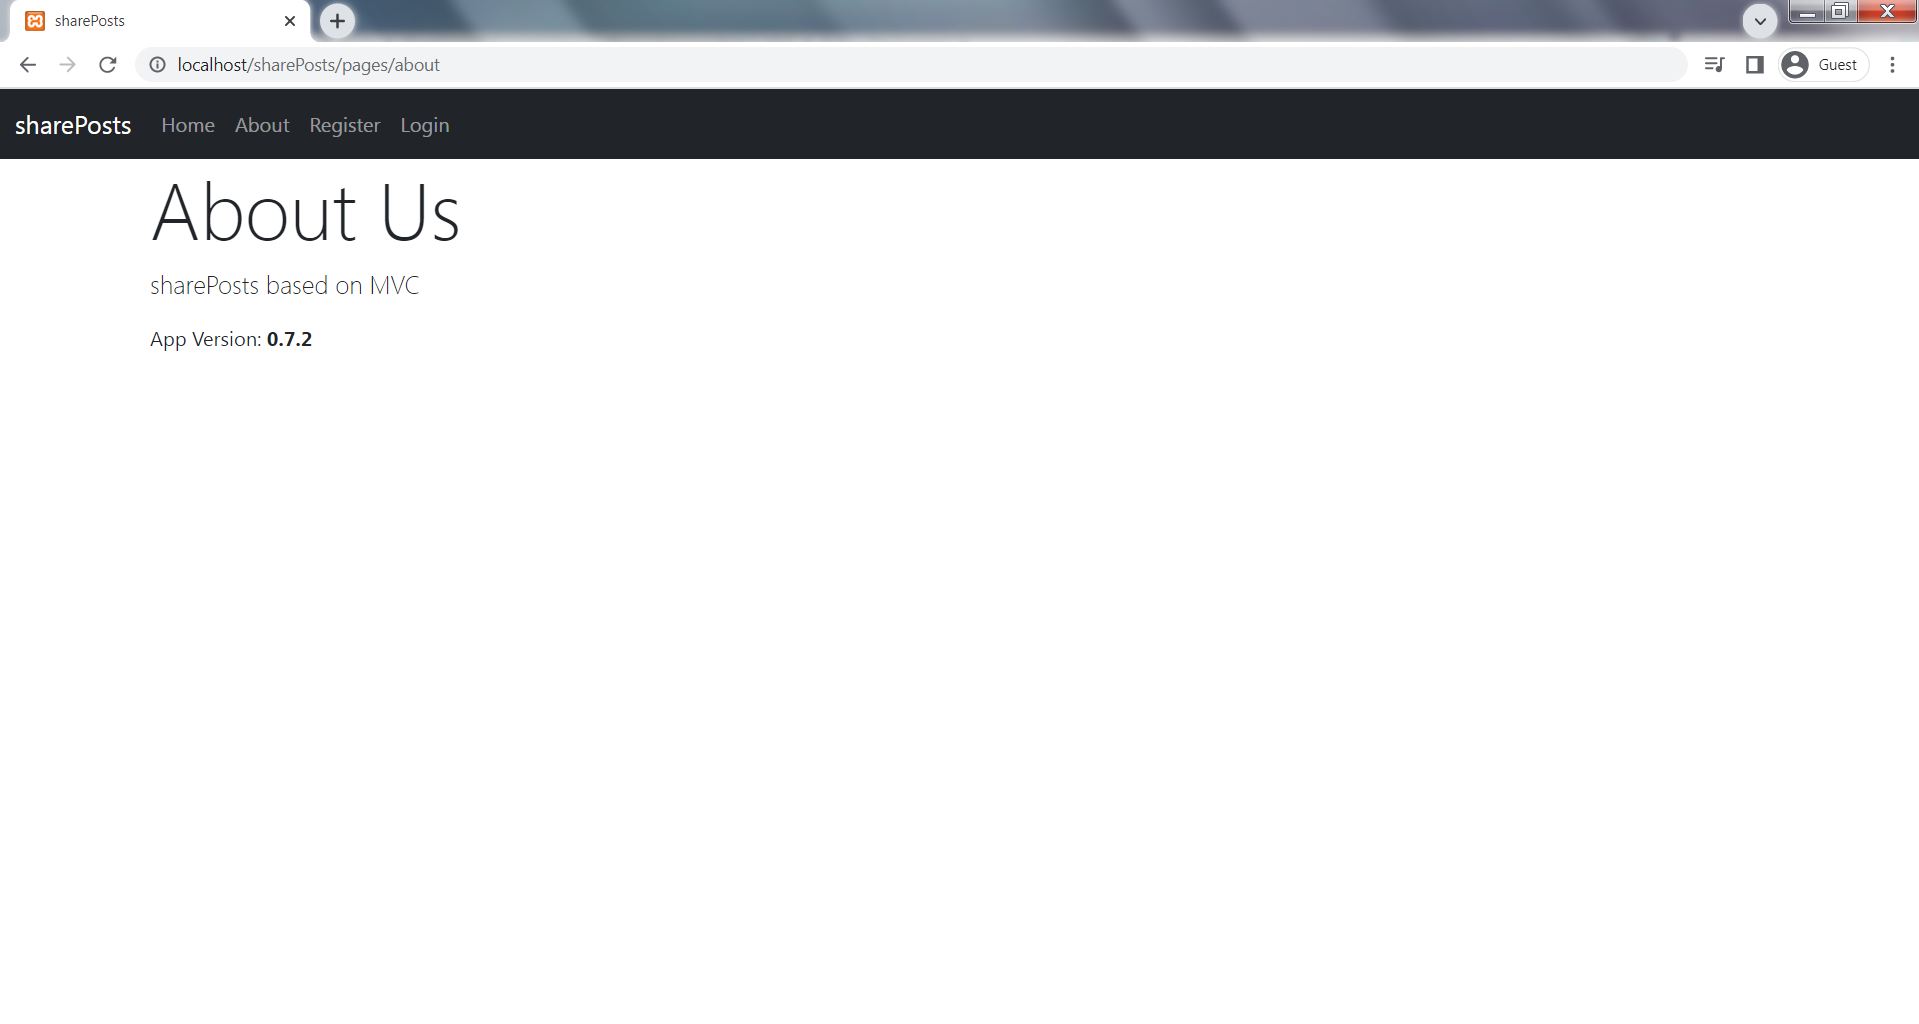 sharePosts
localhost/sharePosts/pages/about
Guest
sharePosts Home About Register Login
About Us
sharePosts based on MVC
App Version: 0.7.2